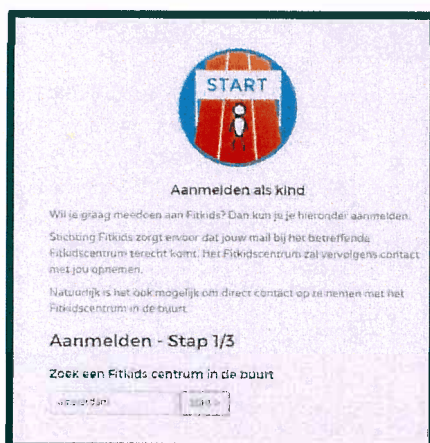 START
Aanmelden als kind
Wil je graag meedoen aan Fitkids? Dan kun je je hieronder aanmelden.
Stichting Fitkids zorgt ervoor dat jouw mail bij het betreffende
Fitkidscentrum terecht komt. Het Fitkidscentrum zal vervolgens contact
met jou opnemen.
Natuurlijk is het ook mogelijk om direct contact op te nemen met het
Fitkidscentrum in de buurt.
Aanmelden - Stap 1/3
Zoek een Fitkids centrum in de buurt